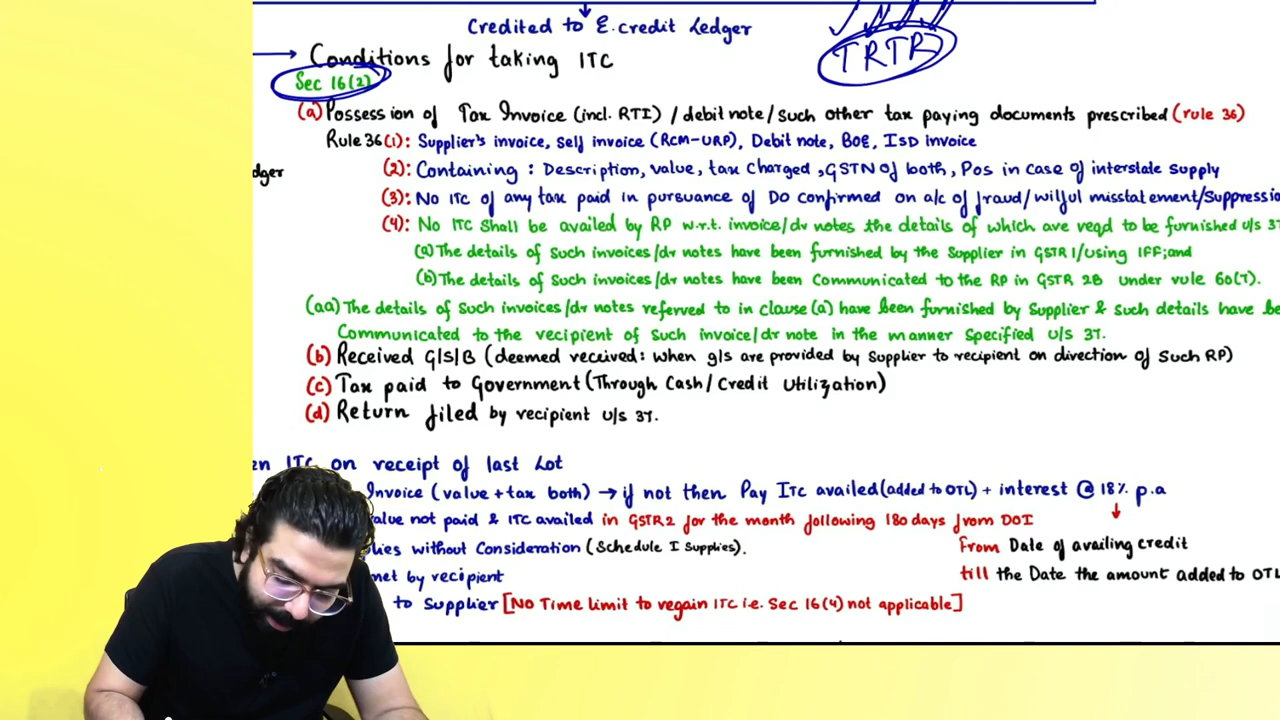 Credited to E.credit Ledger
TRTR
Conditions for taking ITC
Sec 16(2)
(a) Possession of Tax Invoice (incl. RTI) / debit note/such other tax paying documents prescribed (rule 36)
Rule 36 (1): Supplier's invoice, self invoice (RCM-URP), Debit note, BOE, ISD invoice
dger
(2): Containing : Description, value, tax charged, GSTN of both, Pos in case of interstate supply
(3): No ITC of any tax paid in pursuance of DO confirmed on a/c of fraud/wilful misstatement/Suppressio
(4): No ITC shall be availed by RP w.r.t. invoice/dr notes the details of which are reqd to be furnished u/s 37
(a) The details of such invoices/dr notes have been furnished by the supplier in GSTR1/using IFF; and
(b) The details of such invoices/dr notes have been communicated to the RP in GSTR 2B under rule 60(7).
(aa) The details of such invoices/dr notes referred to in clause (a) have been furnished by supplier & such details have be
Communicated to the recipient of such invoice/dr note in the manner specified u/s 37.
(b) Received G/S/B (deemed received: when g/s are provided by supplier to recipient on direction of such RP)
(c) Tax paid to Government (Through Cash/Credit Utilization)
(d) Return filed by recipient u/s 37.
en ITC on receipt of last Lot
Invoice (value + tax both) → if not then Pay ITC availed (added to OTL) + interest @ 18% p.a
alue not paid & ITC availed in GSTR2 for the month following 180 days from DOI
From Date of availing credit
lies without Consideration (Schedule I Supplies).
till the Date the amount added to OTL
met by recipient
to Supplier [No Time limit to regain ITC i.e. Sec 16(4) not applicable]